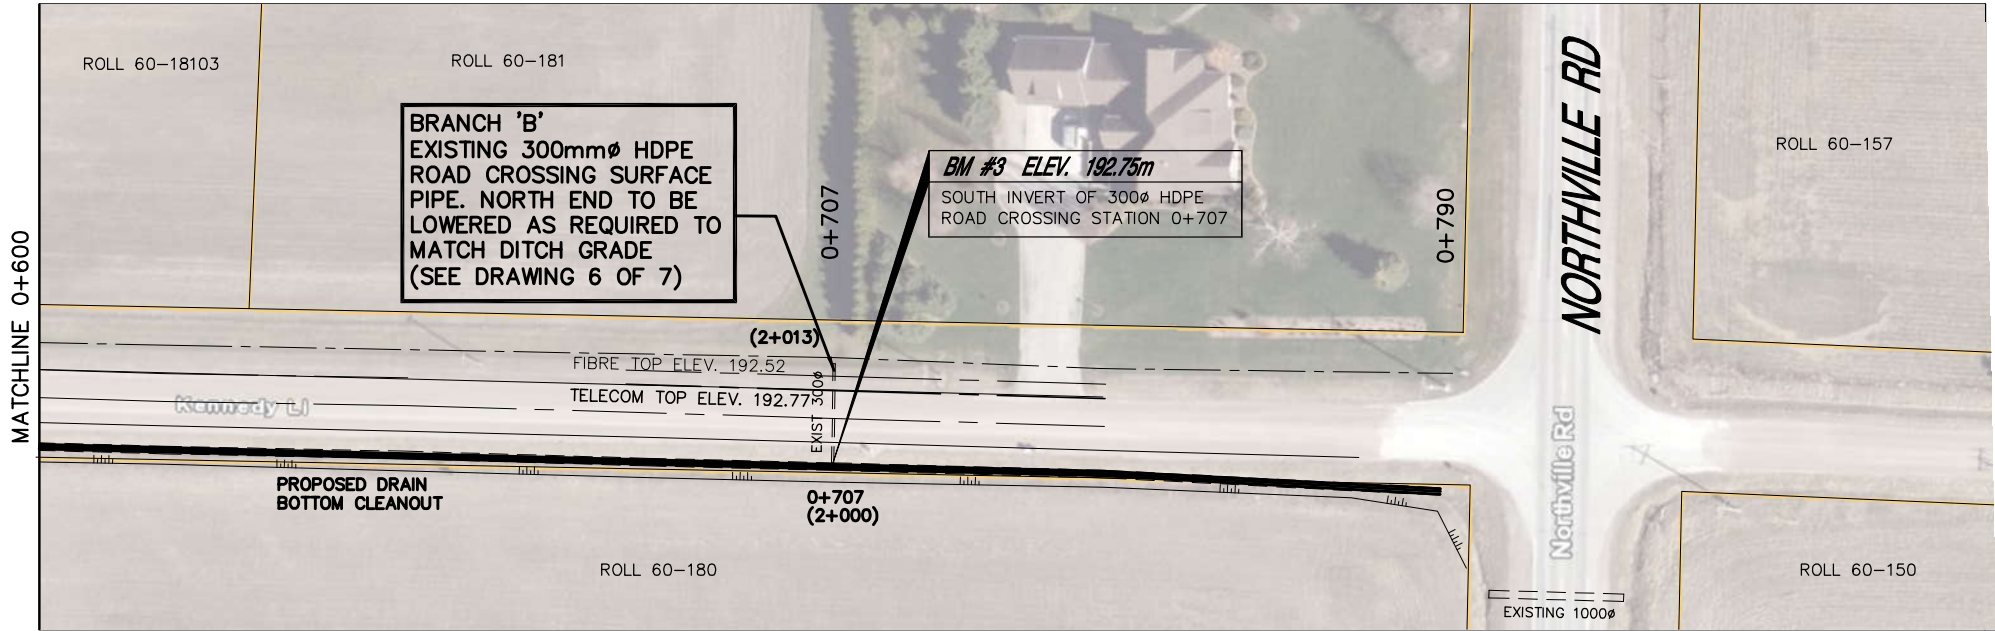 ROLL 60-18103
ROLL 60-181
BRANCH 'B'
EXISTING 300mmø HDPE
ROAD CROSSING SURFACE
PIPE. NORTH END TO BE
LOWERED AS REQUIRED TO
MATCH DITCH GRADE
(SEE DRAWING 6 OF 7)
0+707
BM #3 ELEV. 192.75m
SOUTH INVERT OF 300ø HDPE
ROAD CROSSING STATION 0+707
0+790
NORTHVILLE RD
ROLL 60-157
MATCHLINE 0+600
(2+013)
FIBRE TOP ELEV. 192.52
TELECOM TOP ELEV. 192.77
EXIST 300ø
Kennedy Li
PROPOSED DRAIN
BOTTOM CLEANOUT
0+707
(2+000)
Northville Rd
ROLL 60-180
ROLL 60-150
EXISTING 1000ø